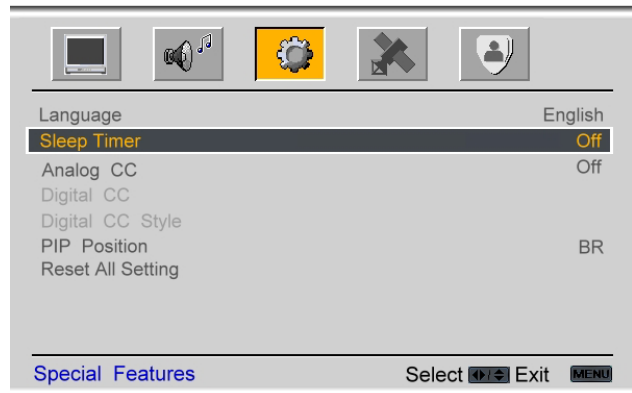 Language English
Sleep Timer Off
Analog CC Off
Digital CC
Digital CC Style
PIP Position BR
Reset All Setting
Special Features Select / Exit MENU